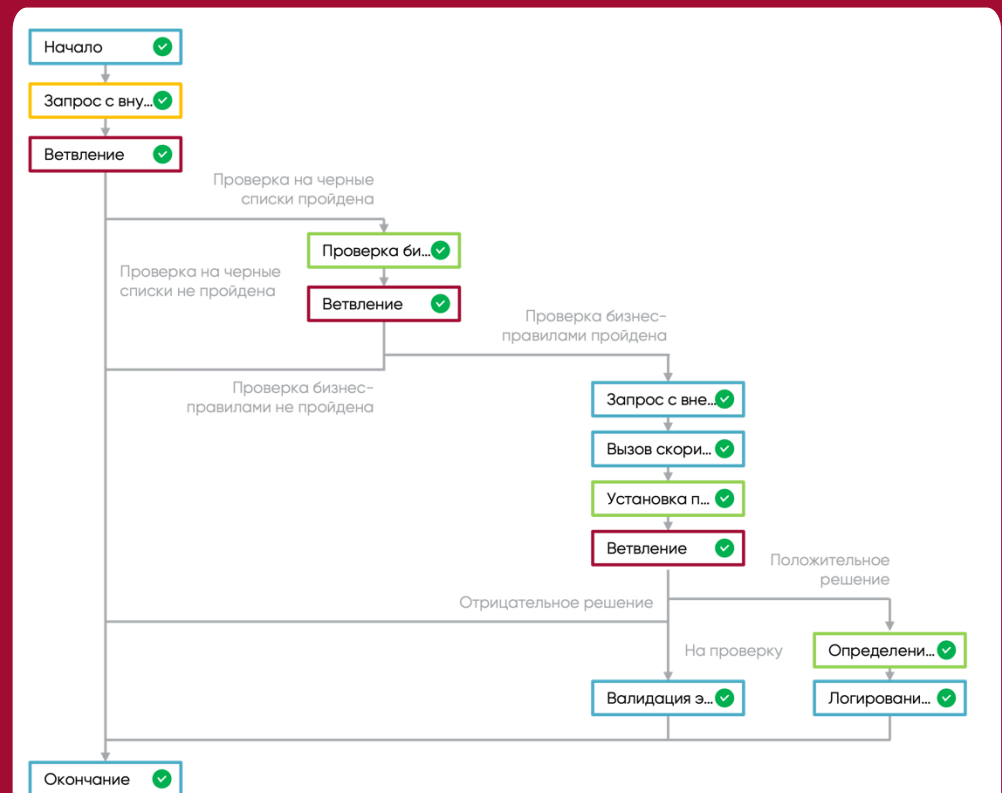 Начало
Запрос с вну...
Ветвление
Проверка на черные
списки пройдена
Проверка би...
Проверка на черные
списки не пройдена
Ветвление
Проверка бизнес-
правилами пройдена
Проверка бизнес-
правилами не пройдена
Запрос с вне...
Вызов скори...
Установка п...
Ветвление
Положительное
решение
Отрицательное решение
На проверку
Определени...
Валидация э...
Логировани...
Окончание